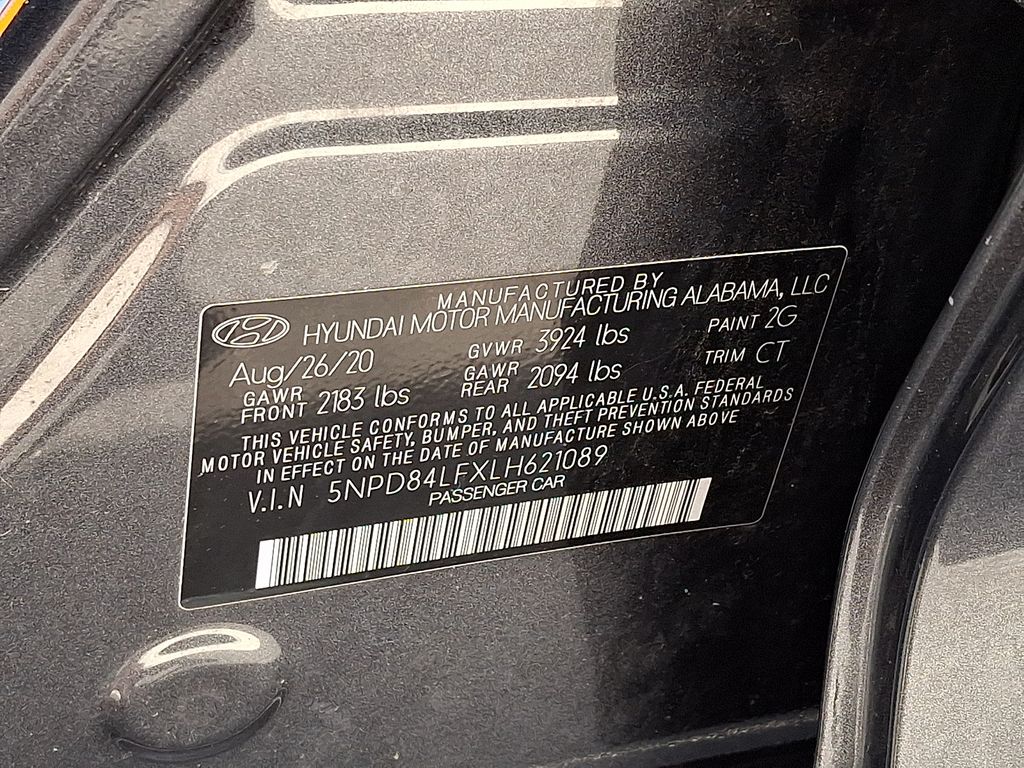 MANUFACTURED BY
HYUNDAI MOTOR MANUFACTURING ALABAMA, LLC
Aug/26/20 GVWR 3924 lbs PAINT 2G
GAWR FRONT 2183 lbs GAWR REAR 2094 lbs TRIM CT
THIS VEHICLE CONFORMS TO ALL APPLICABLE U.S.A. FEDERAL
MOTOR VEHICLE SAFETY, BUMPER, AND THEFT PREVENTION STANDARDS
IN EFFECT ON THE DATE OF MANUFACTURE SHOWN ABOVE
V.I.N 5NPD84LFXLH621089
PASSENGER CAR